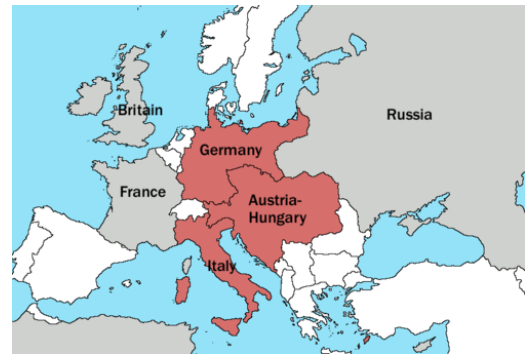 Britain
Russia
Germany
France
Austria-
Hungary
Italy